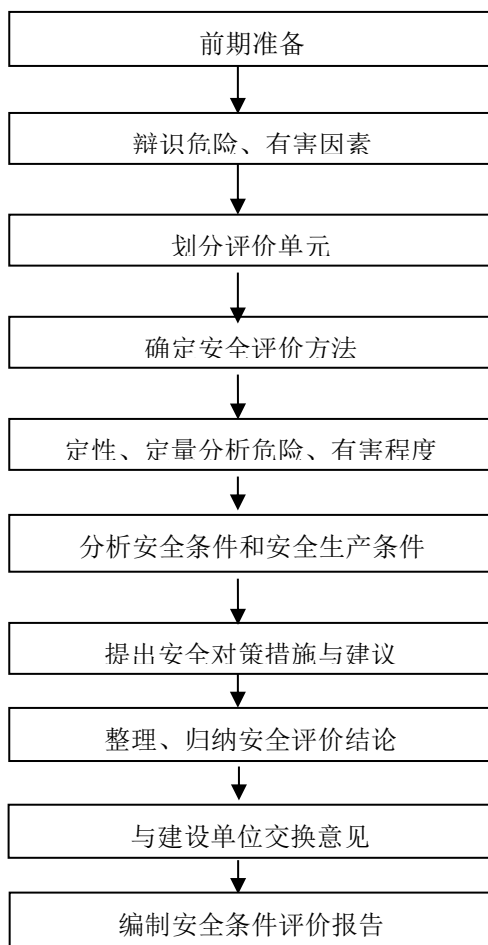 前期准备
辩识危险、有害因素
划分评价单元
确定安全评价方法
定性、定量分析危险、有害程度
分析安全条件和安全生产条件
提出安全对策措施与建议
整理、归纳安全评价结论
与建设单位交换意见
编制安全条件评价报告